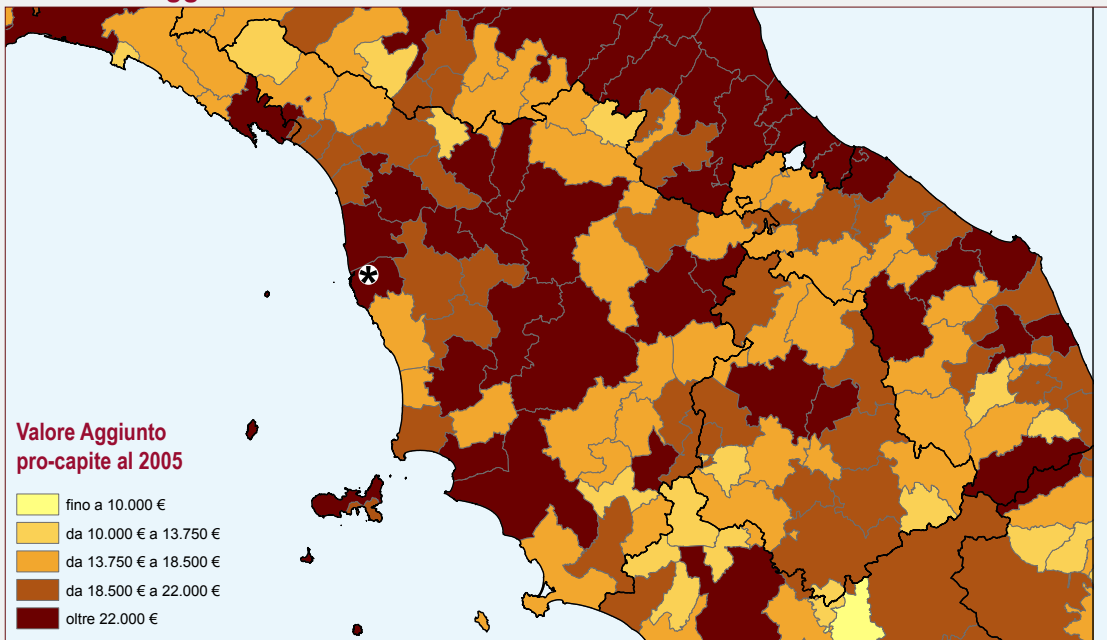 Valore Aggiunto
pro-capite al 2005
fino a 10.000 €
da 10.000 € a 13.750 €
da 13.750 € a 18.500 €
da 18.500 € a 22.000 €
oltre 22.000 €